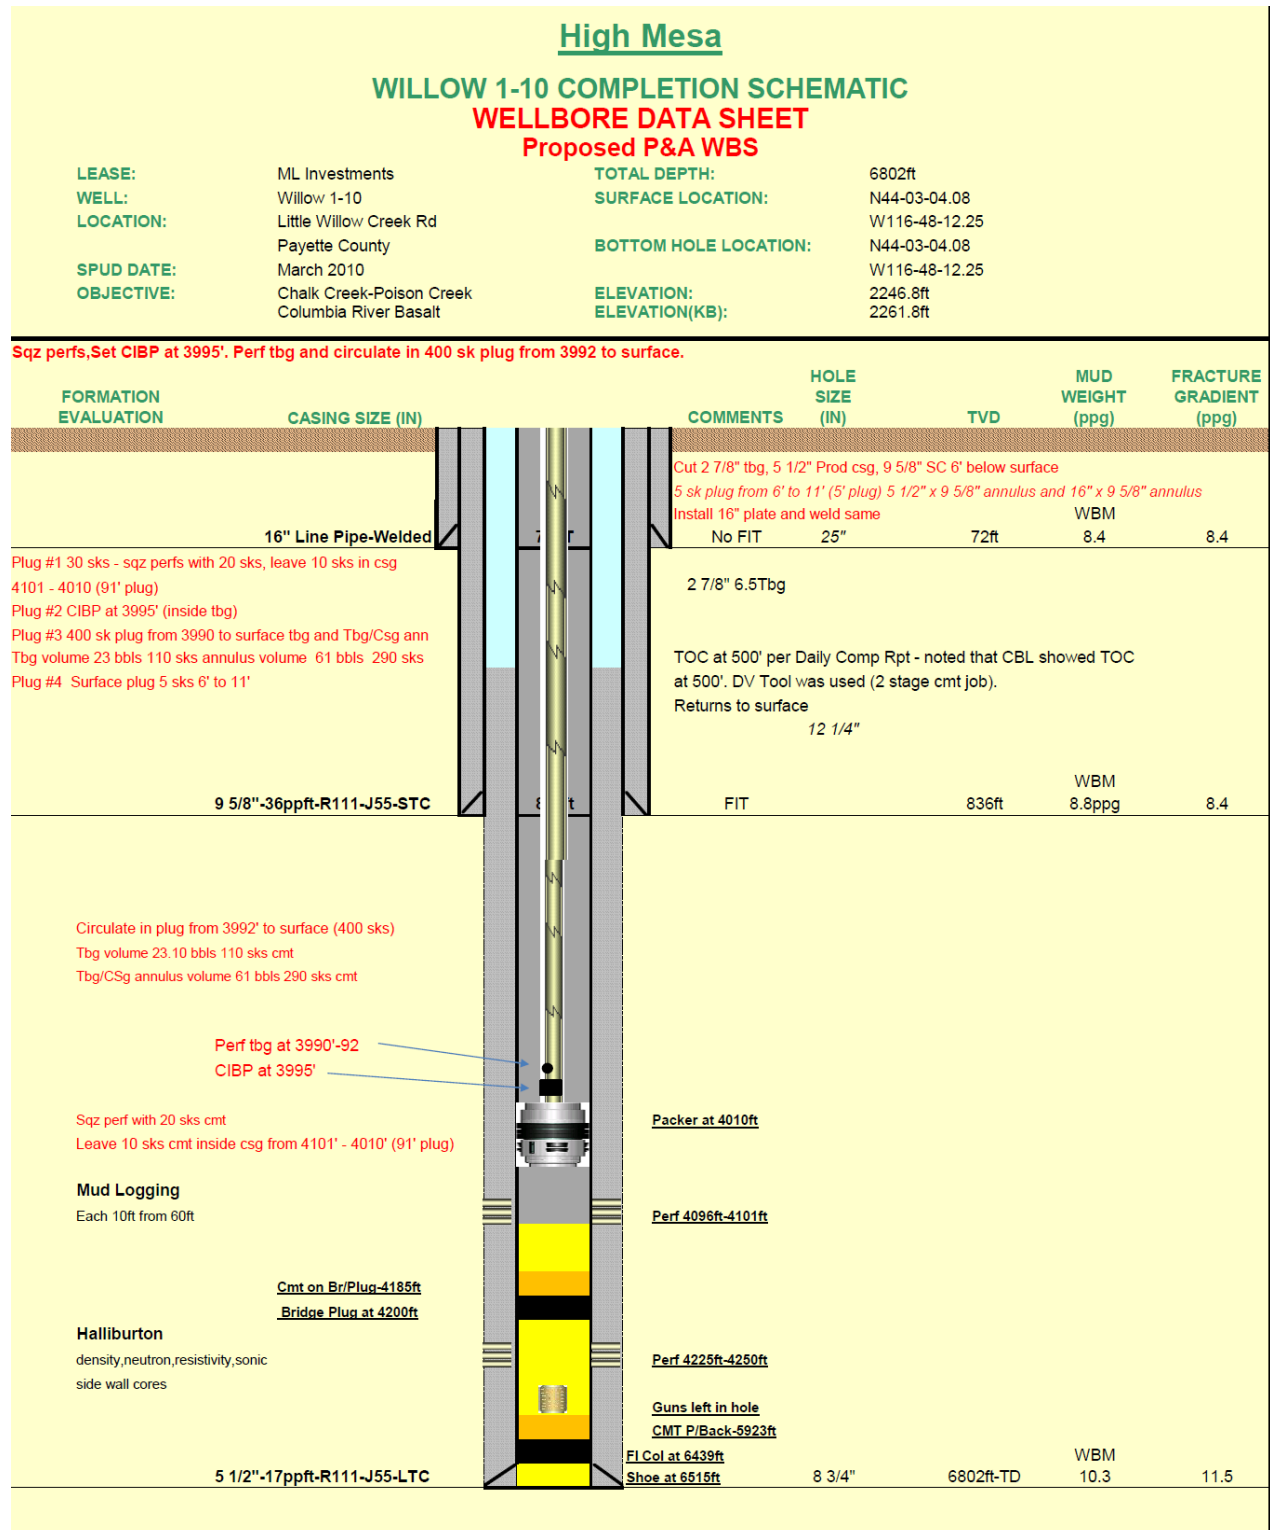 High Mesa
WILLOW 1-10 COMPLETION SCHEMATIC
WELLBORE DATA SHEET
Proposed P&A WBS
LEASE: ML Investments TOTAL DEPTH: 6802ft
WELL: Willow 1-10 SURFACE LOCATION: N44-03-04.08
LOCATION: Little Willow Creek Rd W116-48-12.25
Payette County BOTTOM HOLE LOCATION: N44-03-04.08
SPUD DATE: March 2010 W116-48-12.25
OBJECTIVE: Chalk Creek-Poison Creek ELEVATION: 2246.8ft
Columbia River Basalt ELEVATION(KB): 2261.8ft
Sqz perfs,Set CIBP at 3995'. Perf tbg and circulate in 400 sk plug from 3992 to surface.
FORMATION EVALUATION CASING SIZE (IN) COMMENTS HOLE SIZE (IN) TVD MUD WEIGHT (ppg) FRACTURE GRADIENT (ppg)
Cut 2 7/8" tbg, 5 1/2" Prod csg, 9 5/8" SC 6' below surface
5 sk plug from 6' to 11' (5' plug) 5 1/2" x 9 5/8" annulus and 16" x 9 5/8" annulus
Install 16" plate and weld same WBM
16" Line Pipe-Welded No FIT 25" 72ft 8.4 8.4
Plug #1 30 sks - sqz perfs with 20 sks, leave 10 sks in csg
4101 - 4010 (91' plug)
2 7/8" 6.5Tbg
Plug #2 CIBP at 3995' (inside tbg)
Plug #3 400 sk plug from 3990 to surface tbg and Tbg/Csg ann
Tbg volume 23 bbls 110 sks annulus volume 61 bbls 290 sks
Plug #4 Surface plug 5 sks 6' to 11'
TOC at 500' per Daily Comp Rpt - noted that CBL showed TOC
at 500'. DV Tool was used (2 stage cmt job).
Returns to surface
12 1/4"
WBM
9 5/8"-36ppft-R111-J55-STC FIT 836ft 8.8ppg 8.4
Circulate in plug from 3992' to surface (400 sks)
Tbg volume 23.10 bbls 110 sks cmt
Tbg/CSg annulus volume 61 bbls 290 sks cmt
Perf tbg at 3990'-92
CIBP at 3995'
Sqz perf with 20 sks cmt Packer at 4010ft
Leave 10 sks cmt inside csg from 4101' - 4010' (91' plug)
Mud Logging
Each 10ft from 60ft Perf 4096ft-4101ft
Cmt on Br/Plug-4185ft
Bridge Plug at 4200ft
Halliburton
density,neutron,resistivity,sonic Perf 4225ft-4250ft
side wall cores
Guns left in hole
CMT P/Back-5923ft
Fl Col at 6439ft WBM
5 1/2"-17ppft-R111-J55-LTC Shoe at 6515ft 8 3/4" 6802ft-TD 10.3 11.5